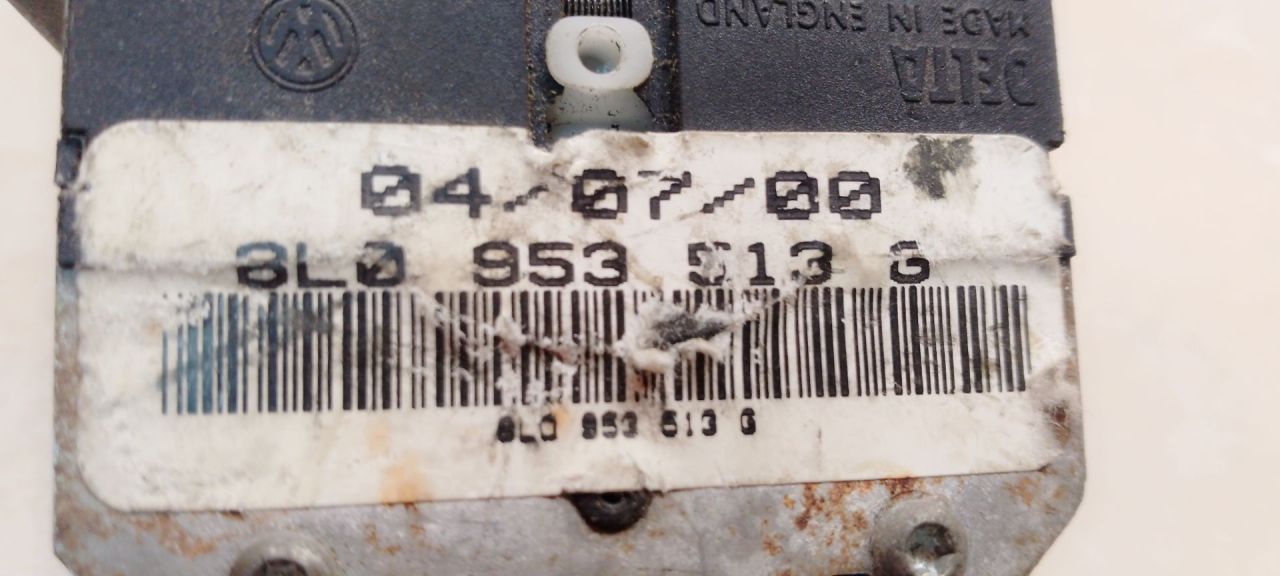 DELTA
MADE IN ENGLAND
04/07/00
8L0 953 513 G
8L0 953 513 G